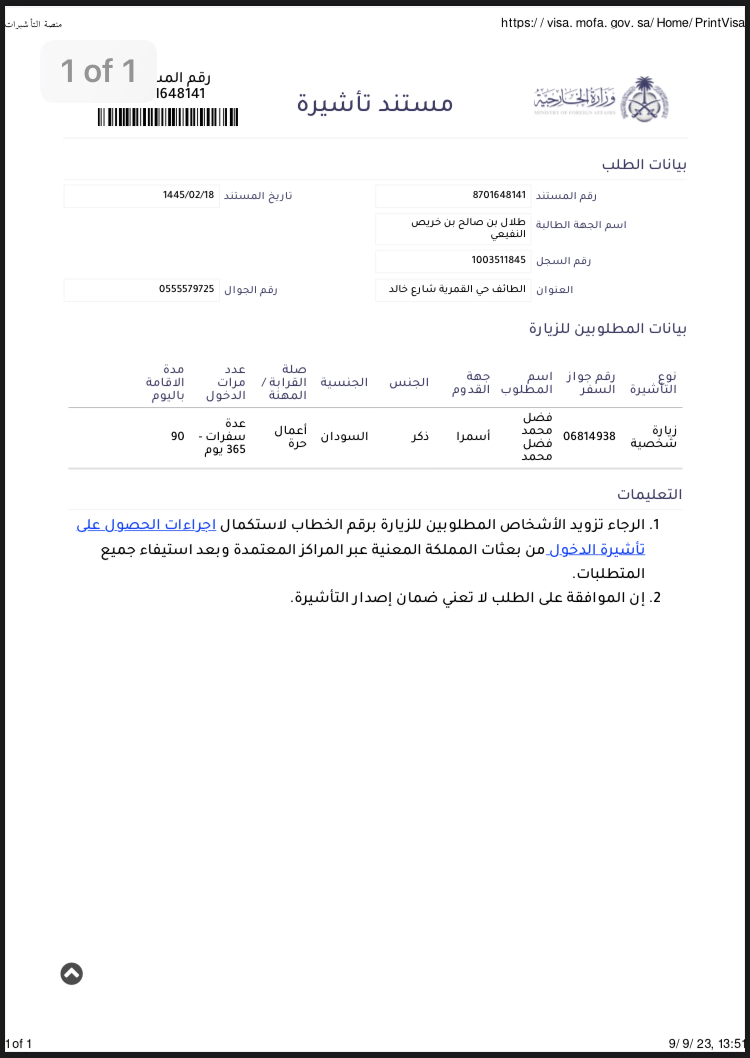 منصة التأشيرات
https://visa.mofa.gov.sa/Home/PrintVisa
1 of 1
رقم
648141
مستند تأشيرة
وزارة الخارجية
MINISTRY OF FOREIGN AFFAIRS
بيانات الطلب
رقم المستند 8701648141 تاريخ المستند 1445/02/18
اسم الجهة الطالبة طلال بن صالح بن خريص
النفيعي
رقم السجل 1003511845
العنوان الطائف حي القمرية شارع خالد رقم الجوال 0555579725
بيانات المطلوبين للزيارة
نوع التأشيرة رقم جواز السفر اسم المطلوب جهة القدوم الجنس الجنسية صلة القرابة / المهنة عدد مرات الدخول مدة الاقامة باليوم
زيارة شخصية 06814938 فضل محمد فضل محمد أسمرا ذكر السودان أعمال حرة عدة سفرات - 365 يوم 90
التعليمات
1. الرجاء تزويد الأشخاص المطلوبين للزيارة برقم الخطاب لاستكمال اجراءات الحصول على
تأشيرة الدخول من بعثات المملكة المعنية عبر المراكز المعتمدة وبعد استيفاء جميع
المتطلبات.
2. إن الموافقة على الطلب لا تعني ضمان إصدار التأشيرة.
1 of 1
9/9/23, 13:51